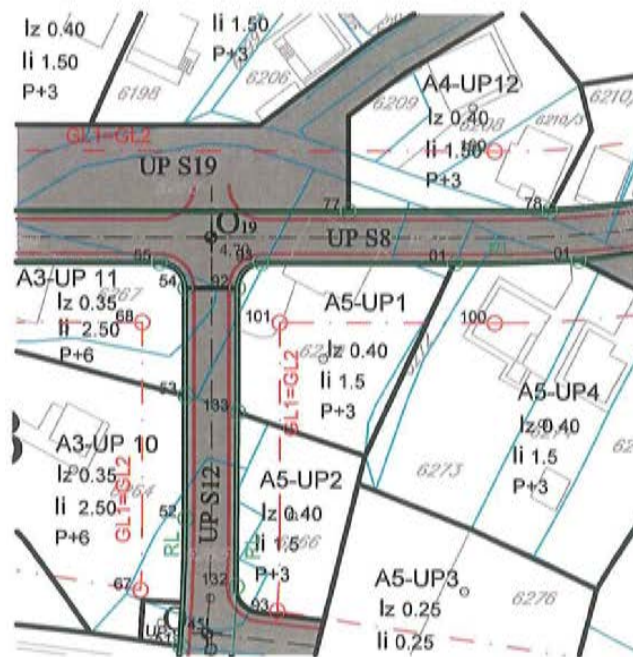 Iz 0.40
Ii 1.50
P+3
6198
Ii 1.50
P+3
6206
6209
A4-UP12
Iz 0.40
6208
Ii 1.50
P+3
6210/3
6210/
GL1=GL2
UP S19
77
78
O19
4.70
UP S8
55
54
92
93
01
01
A3-UP 11
Iz 0.35
6267
Ii 2.50
68
P+6
A5-UP1
101
100
Iz 0.40
Ii 1.5
P+3
GL1=GL2
A5-UP4
Iz 0.40
Ii 1.5
P+3
53
133
A3-UP 10
Iz 0.35
Ii 2.50
P+6
GL1=GL2
52
RL
UP S12
A5-UP2
Iz 0.40
Ii 1.5
P+3
6273
67
132
93
A5-UP3
Iz 0.25
Ii 0.25
6276